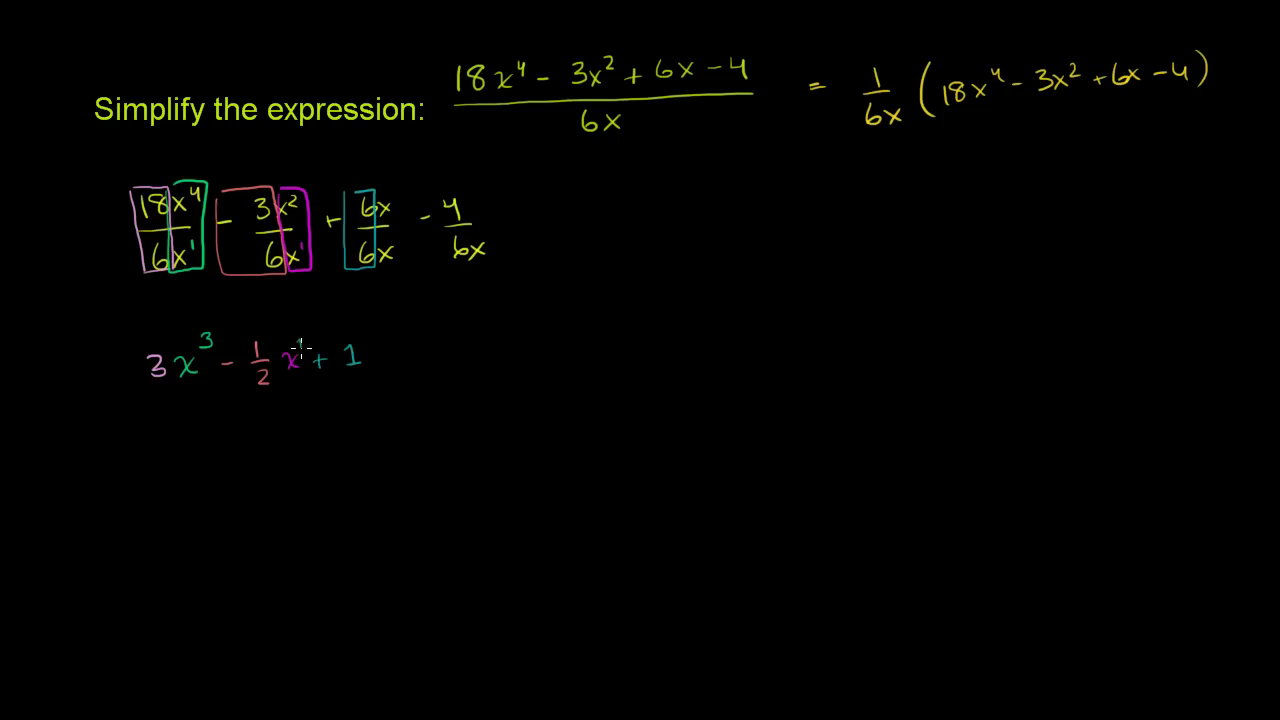 Simplify the expression: \frac{18x^4 - 3x^2 + 6x - 4}{6x} = \frac{1}{6x} (18x^4 - 3x^2 + 6x - 4)
\frac{18x^4}{6x^1} - \frac{3x^2}{6x^1} + \frac{6x}{6x} - \frac{4}{6x}
3x^3 - \frac{1}{2} x^1 + 1